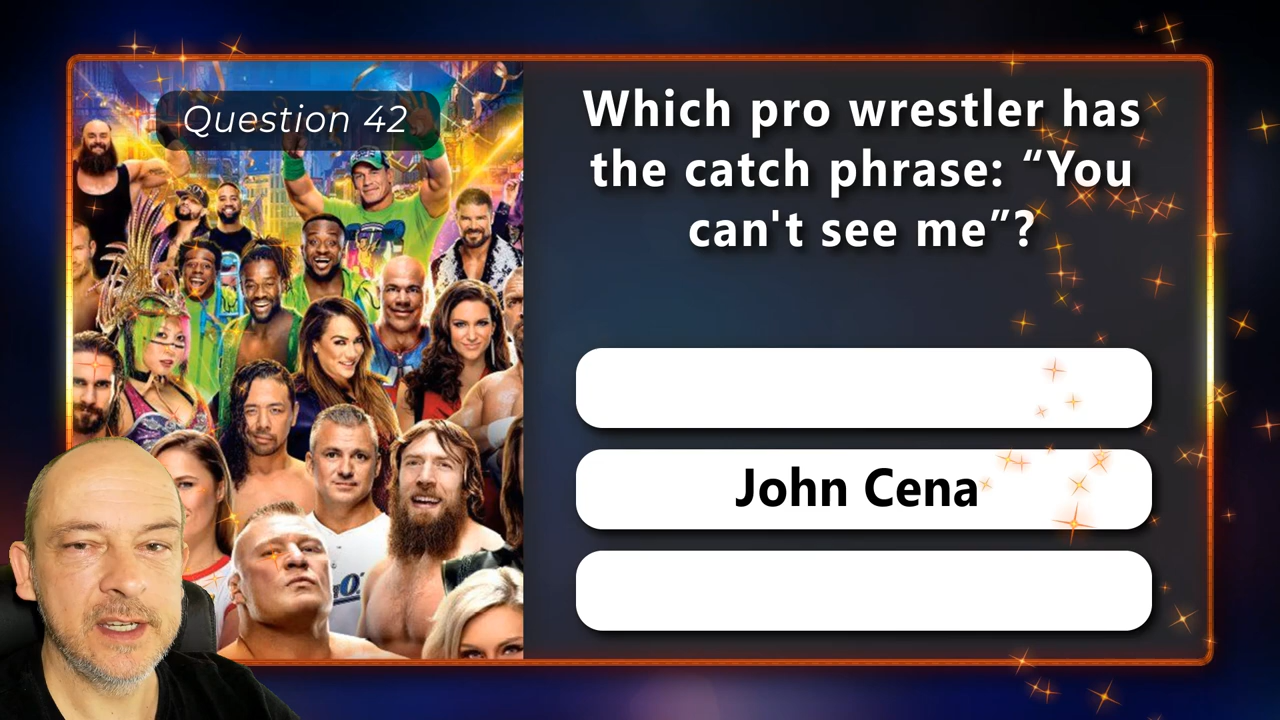 Question 42
Which pro wrestler has
the catch phrase: “You
can't see me”?
John Cena